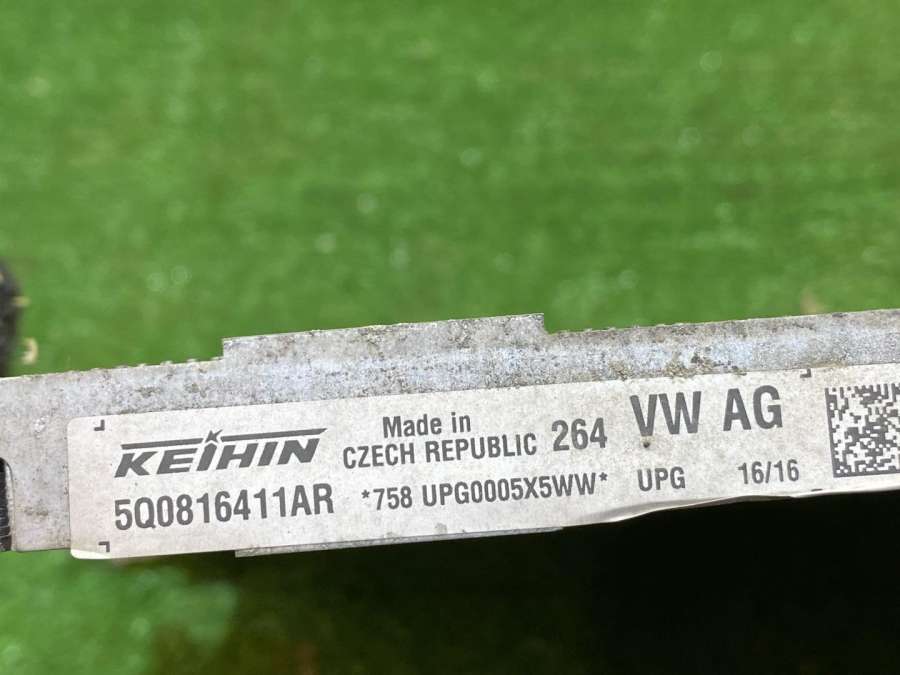 KEIHIN
Made in
CZECH REPUBLIC
264
VW AG
5Q0816411AR
*758 UPG0005X5WW*
UPG
16/16